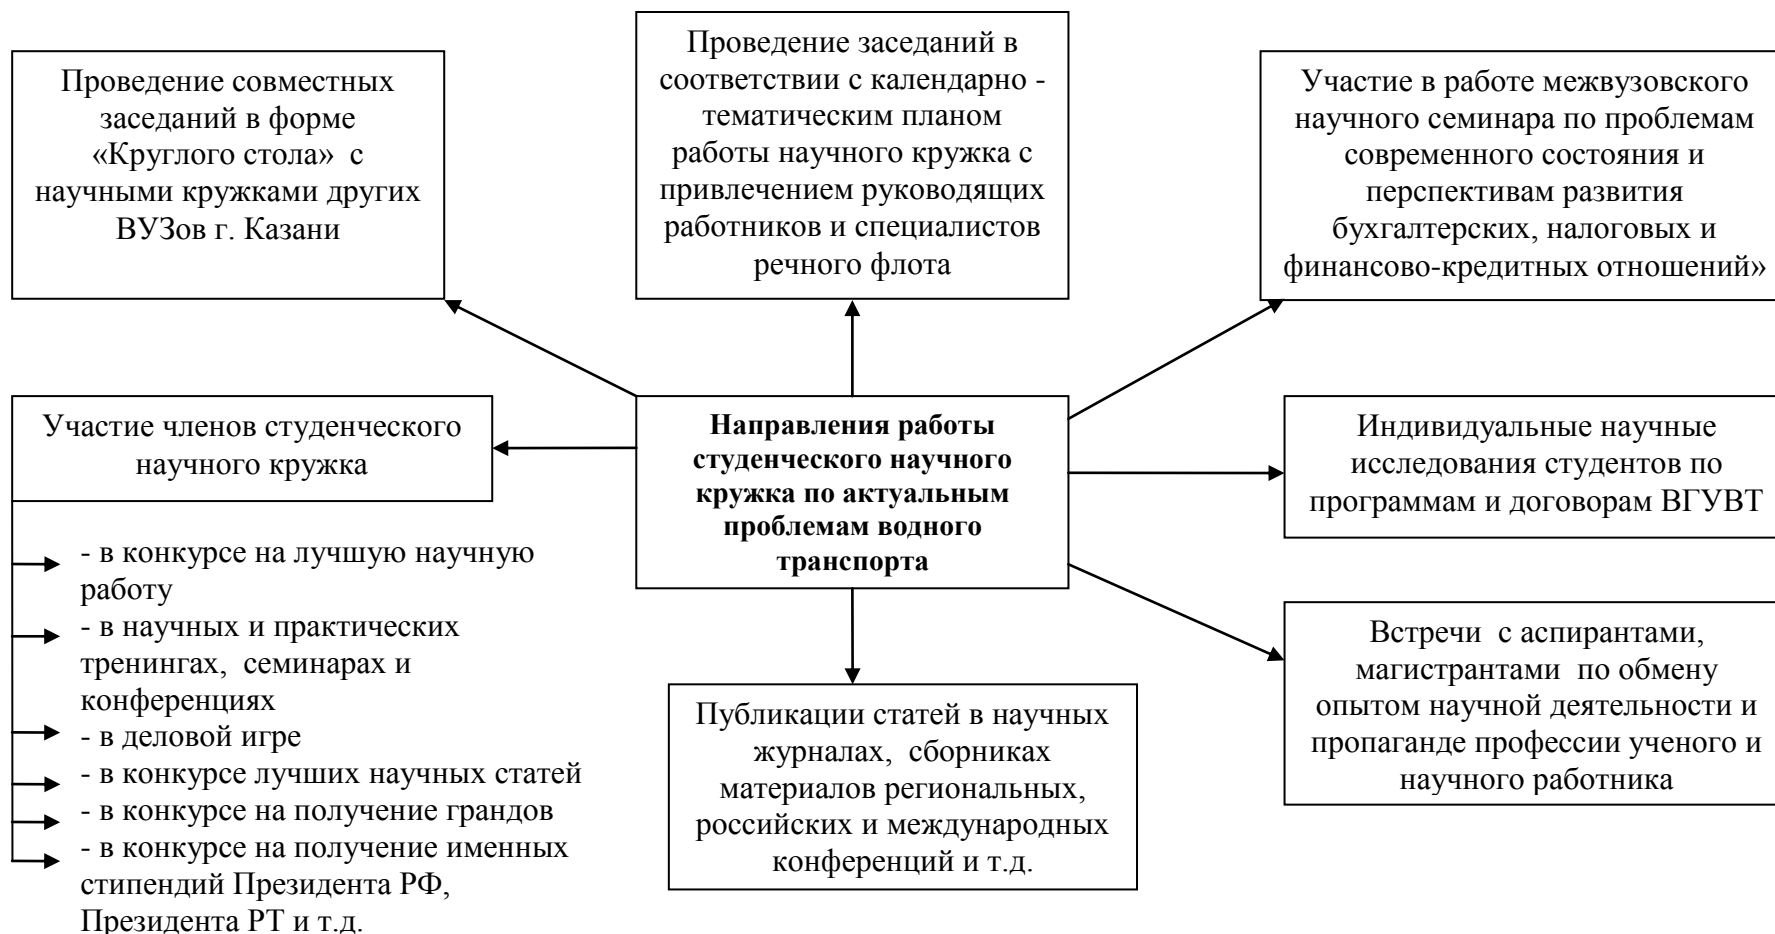 Проведение совместных
заседаний в форме
«Круглого стола»  с
научными кружками других
ВУЗов г. Казани
Проведение заседаний в
соответствии с календарно -
тематическим планом
работы научного кружка с
привлечением руководящих
работников и специалистов
речного флота
Участие в работе межвузовского
научного семинара по проблемам
современного состояния и
перспективам развития
бухгалтерских, налоговых и
финансово-кредитных отношений»
Участие членов студенческого
научного кружка
Направления работы
студенческого научного
кружка по актуальным
проблемам водного
транспорта
Индивидуальные научные
исследования студентов по
программам и договорам ВГУВТ
- в конкурсе на лучшую научную
работу
- в научных и практических
тренингах,  семинарах и
конференциях
- в деловой игре
- в конкурсе лучших научных статей
- в конкурсе на получение грандов
- в конкурсе на получение именных
стипендий Президента РФ,
Президента РТ и т.д.
Публикации статей в научных
журналах,  сборниках
материалов региональных,
российских и международных
конференций и т.д.
Встречи  с аспирантами,
магистрантами  по обмену
опытом научной деятельности и
пропаганде профессии ученого и
научного работника